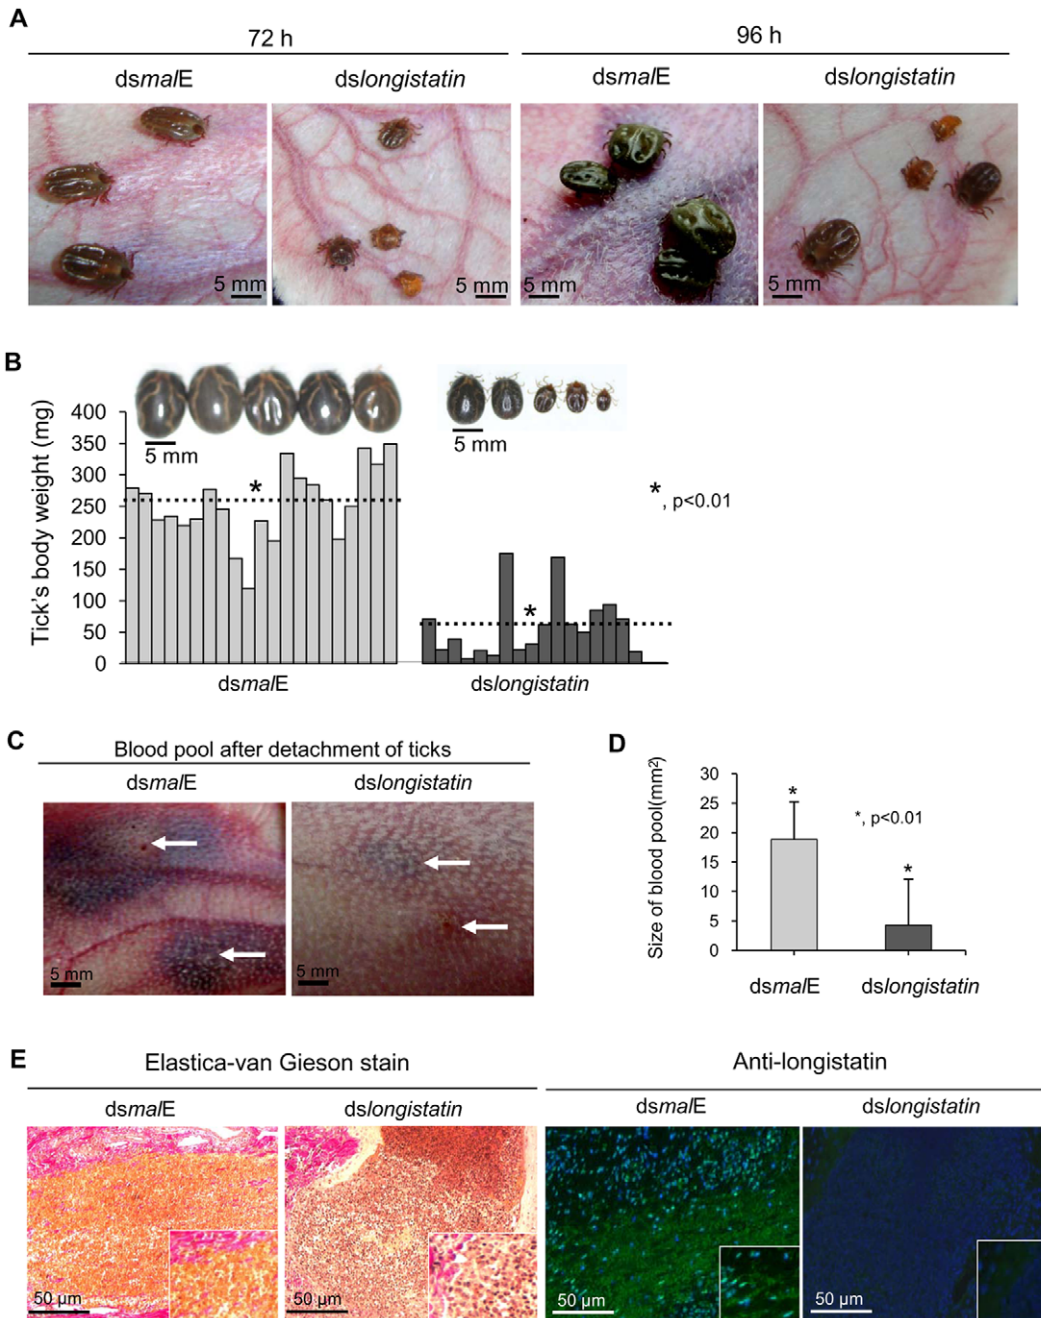 A
72 h 96 h
dsmalE dslongistatin dsmalE dslongistatin
5 mm 5 mm 5 mm 5 mm
B
400
350
300
250
200
150
100
50
0
Tick's body weight (mg)
5 mm
5 mm
*
*
*, p<0.01
dsmalE dslongistatin
C
Blood pool after detachment of ticks
dsmalE dslongistatin
5 mm 5 mm
D
30
25
20
15
10
5
0
Size of blood pool(mm²)
*
*
*, p<0.01
dsmalE dslongistatin
E
Elastica-van Gieson stain Anti-longistatin
dsmalE dslongistatin dsmalE dslongistatin
50 µm 50 µm 50 µm 50 µm